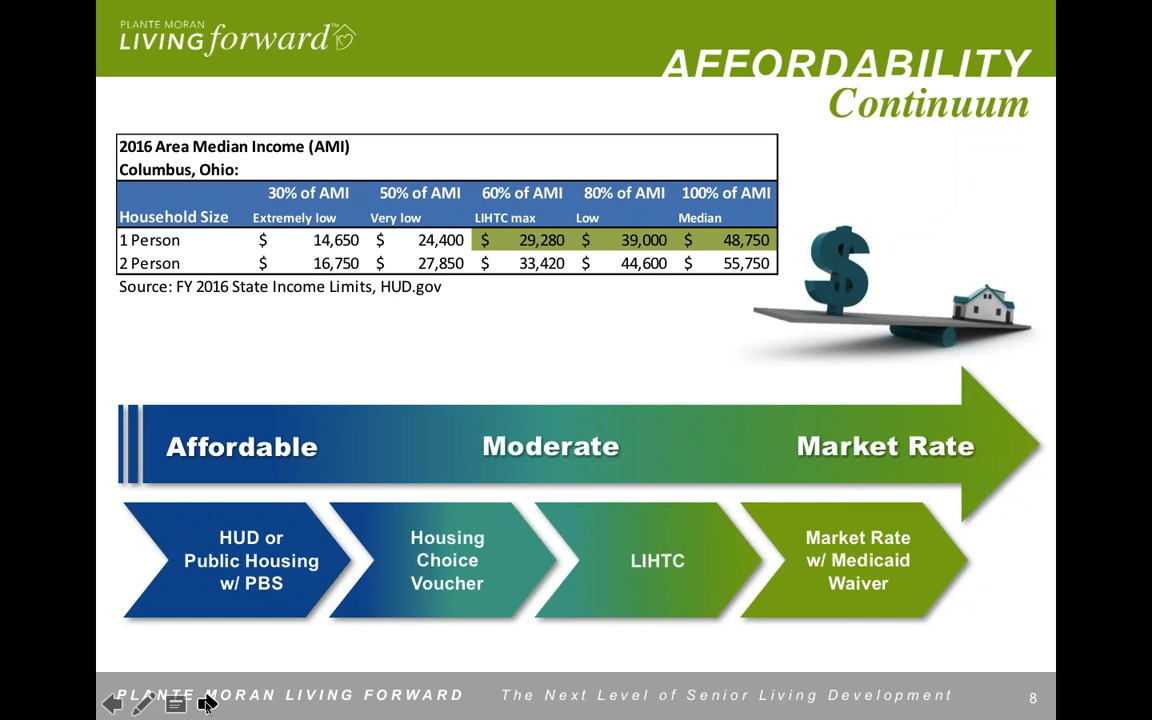 PLANTE MORAN
LIVING forward™
AFFORDABILITY
Continuum
2016 Area Median Income (AMI)
Columbus, Ohio:
30% of AMI 50% of AMI 60% of AMI 80% of AMI 100% of AMI
Household Size Extremely low Very low LIHTC max Low Median
1 Person $ 14,650 $ 24,400 $ 29,280 $ 39,000 $ 48,750
2 Person $ 16,750 $ 27,850 $ 33,420 $ 44,600 $ 55,750
Source: FY 2016 State Income Limits, HUD.gov
$
Affordable Moderate Market Rate
HUD or
Public Housing
w/ PBS
Housing
Choice
Voucher
LIHTC
Market Rate
w/ Medicaid
Waiver
PLANTE MORAN LIVING FORWARD The Next Level of Senior Living Development 8